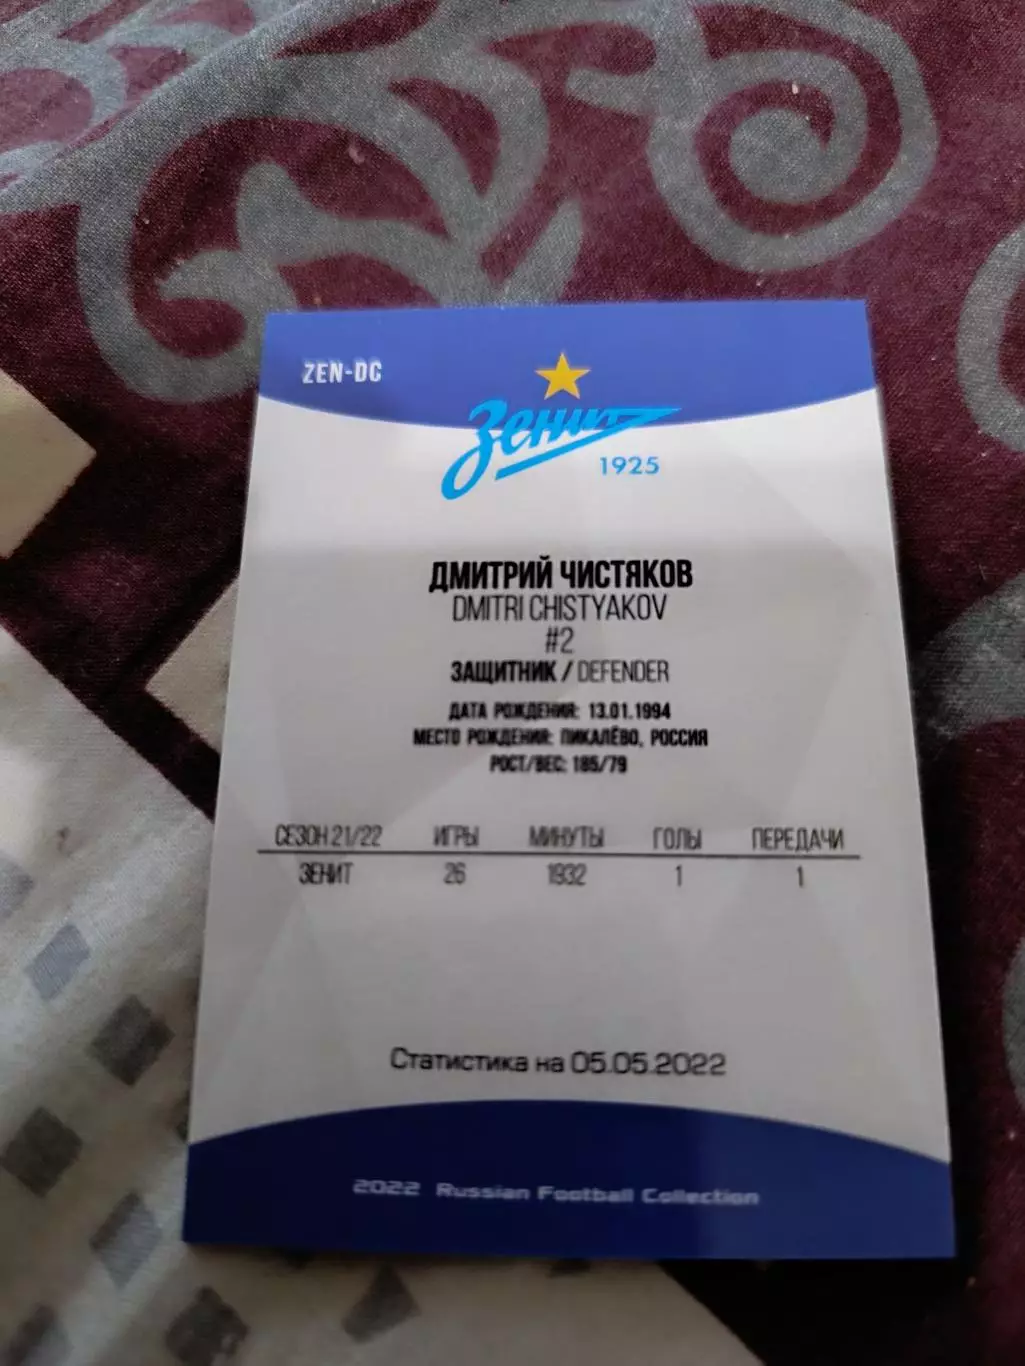 ZEN-DC
Зенит
1925
ДМИТРИЙ ЧИСТЯКОВ
DMITRI CHISTYAKOV
#2
ЗАЩИТНИК / DEFENDER
ДАТА РОЖДЕНИЯ: 13.01.1994
МЕСТО РОЖДЕНИЯ: ПИКАЛЁВО, РОССИЯ
РОСТ/ВЕС: 185/79
СЕЗОН 21/22 ИГРЫ МИНУТЫ ГОЛЫ ПЕРЕДАЧИ
ЗЕНИТ 26 1932 1 1
Статистика на 05.05.2022
2022 Russian Football Collection